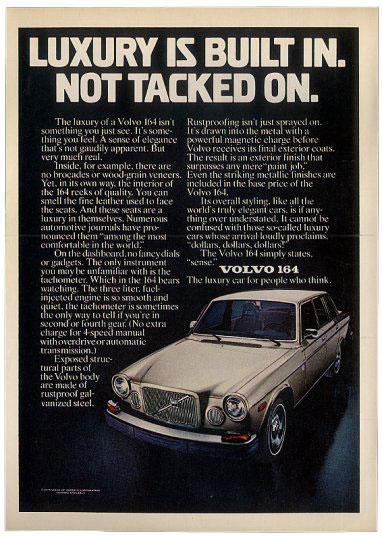 LUXURY IS BUILT IN.
NOT TACKED ON.
The luxury of a Volvo 164 isn't
something you just see. It's some-
thing you feel. A sense of elegance
that's not gaudily apparent. But
very much real.
Inside, for example, there are
no brocades or wood-grain veneers.
Yet, in its own way, the interior of
the 164 reeks of quality. You can
smell the fine leather used to face
the seats. And these seats are a
luxury in themselves. Numerous
automotive journals have pro-
nounced them "among the most
comfortable in the world."
On the dashboard, no fancy dials
or gadgets. The only instrument
you may be unfamiliar with is the
tachometer. Which in the 164 bears
watching. The three liter, fuel-
injected engine is so smooth and
quiet, the tachometer is sometimes
the only way to tell if you're in
second or fourth gear. (No extra
charge for 4-speed manual
with overdrive or automatic
transmission.)
Exposed struc-
tural parts of
the Volvo body
are made of
rustproof gal-
vanized steel.
Rustproofing isn't just sprayed on.
It's drawn into the metal with a
powerful magnetic charge before
Volvo receives its final exterior coats.
The result is an exterior finish that
surpasses any mere "paint job."
Even the striking metallic finishes are
included in the base price of the
Volvo 164.
Its overall styling, like all the
world's truly elegant cars, is if any-
thing over understated. It cannot be
confused with those so-called luxury
cars whose arrival loudly proclaims,
"dollars, dollars, dollars."
The Volvo 164 simply states,
"sense."
VOLVO 164
The luxury car for people who think.